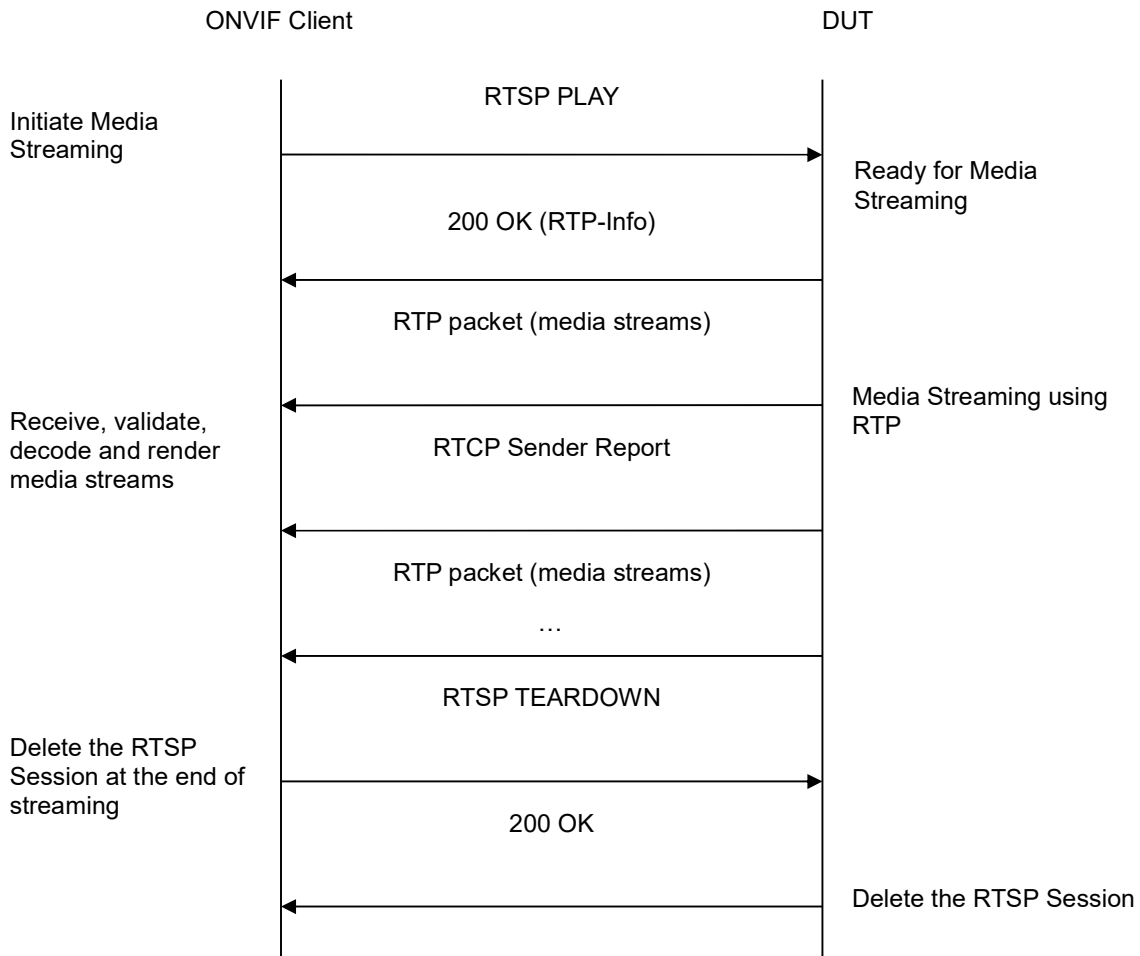 ONVIF Client
DUT
RTSP PLAY
Initiate Media
Streaming
Ready for Media
Streaming
200 OK (RTP-Info)
RTP packet (media streams)
Media Streaming using
RTP
Receive, validate,
decode and render
media streams
RTCP Sender Report
RTP packet (media streams)
…
RTSP TEARDOWN
Delete the RTSP
Session at the end of
streaming
200 OK
Delete the RTSP Session